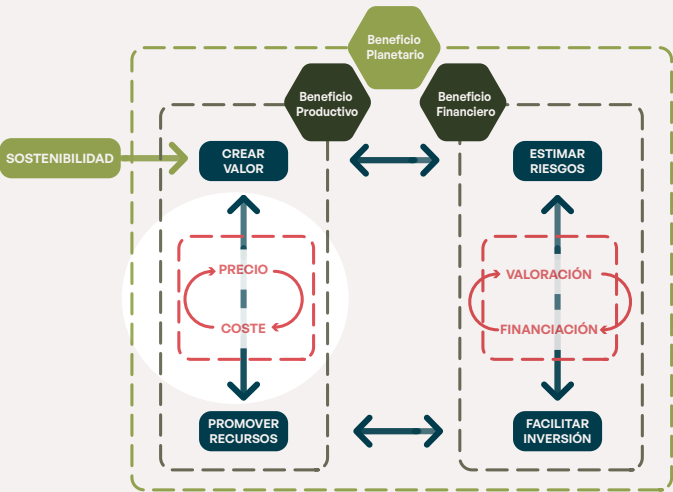 Beneficio
Planetario
Beneficio
Productivo
Beneficio
Financiero
SOSTENIBILIDAD
CREAR
VALOR
ESTIMAR
RIESGOS
PRECIO
COSTE
VALORACIÓN
FINANCIACIÓN
PROMOVER
RECURSOS
FACILITAR
INVERSIÓN